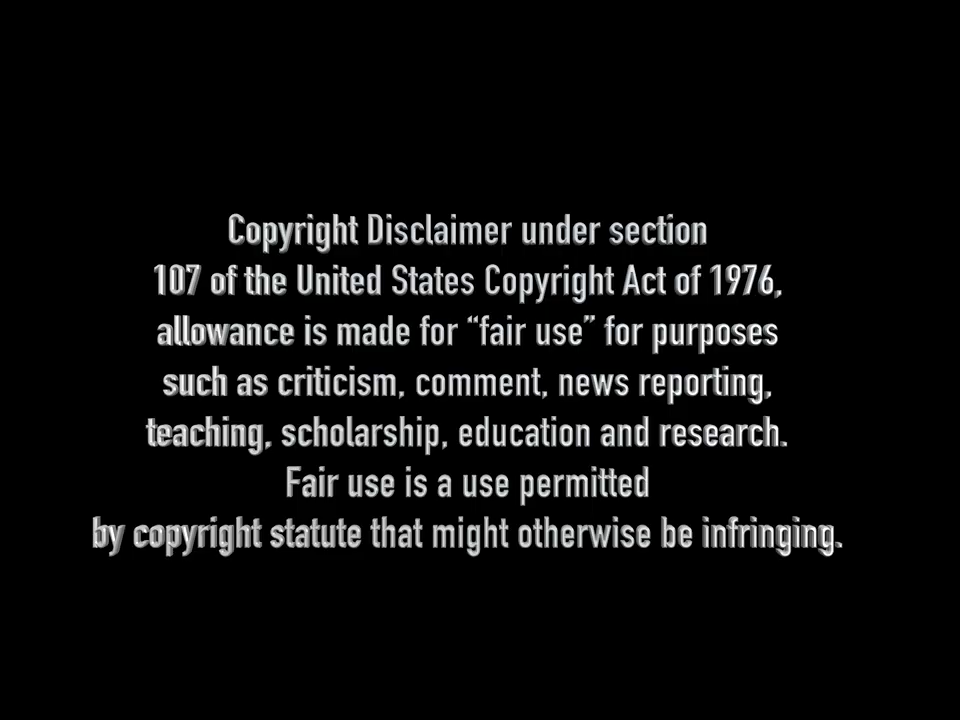 Copyright Disclaimer under section
107 of the United States Copyright Act of 1976,
allowance is made for “fair use” for purposes
such as criticism, comment, news reporting,
teaching, scholarship, education and research.
Fair use is a use permitted
by copyright statute that might otherwise be infringing.